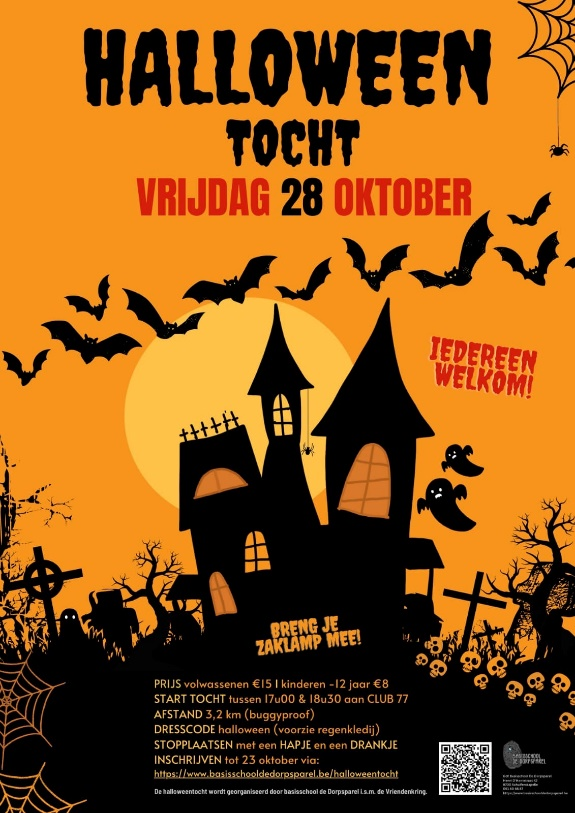 HALLOWEEN
TOCHT
VRIJDAG 28 OKTOBER
IEDEREEN
WELKOM!
BRENG JE
ZAKLAMP MEE!
PRIJS volwassenen €15 I kinderen -12 jaar €8
START TOCHT tussen 17u00 & 18u30 aan CLUB 77
AFSTAND 3,2 km (buggyproof)
DRESSCODE halloween (voorzie regenkledij)
STOPPLAATSEN met een HAPJE en een DRANKJE
INSCHRIJVEN tot 23 oktober via:
https://www.basisschooldedorpsparel.be/halloweentocht
De halloweentocht wordt georganiseerd door basisschool de Dorpsparel i.s.m. de Vriendenkring.
BASISSCHOOL
DE DORPSPAREL